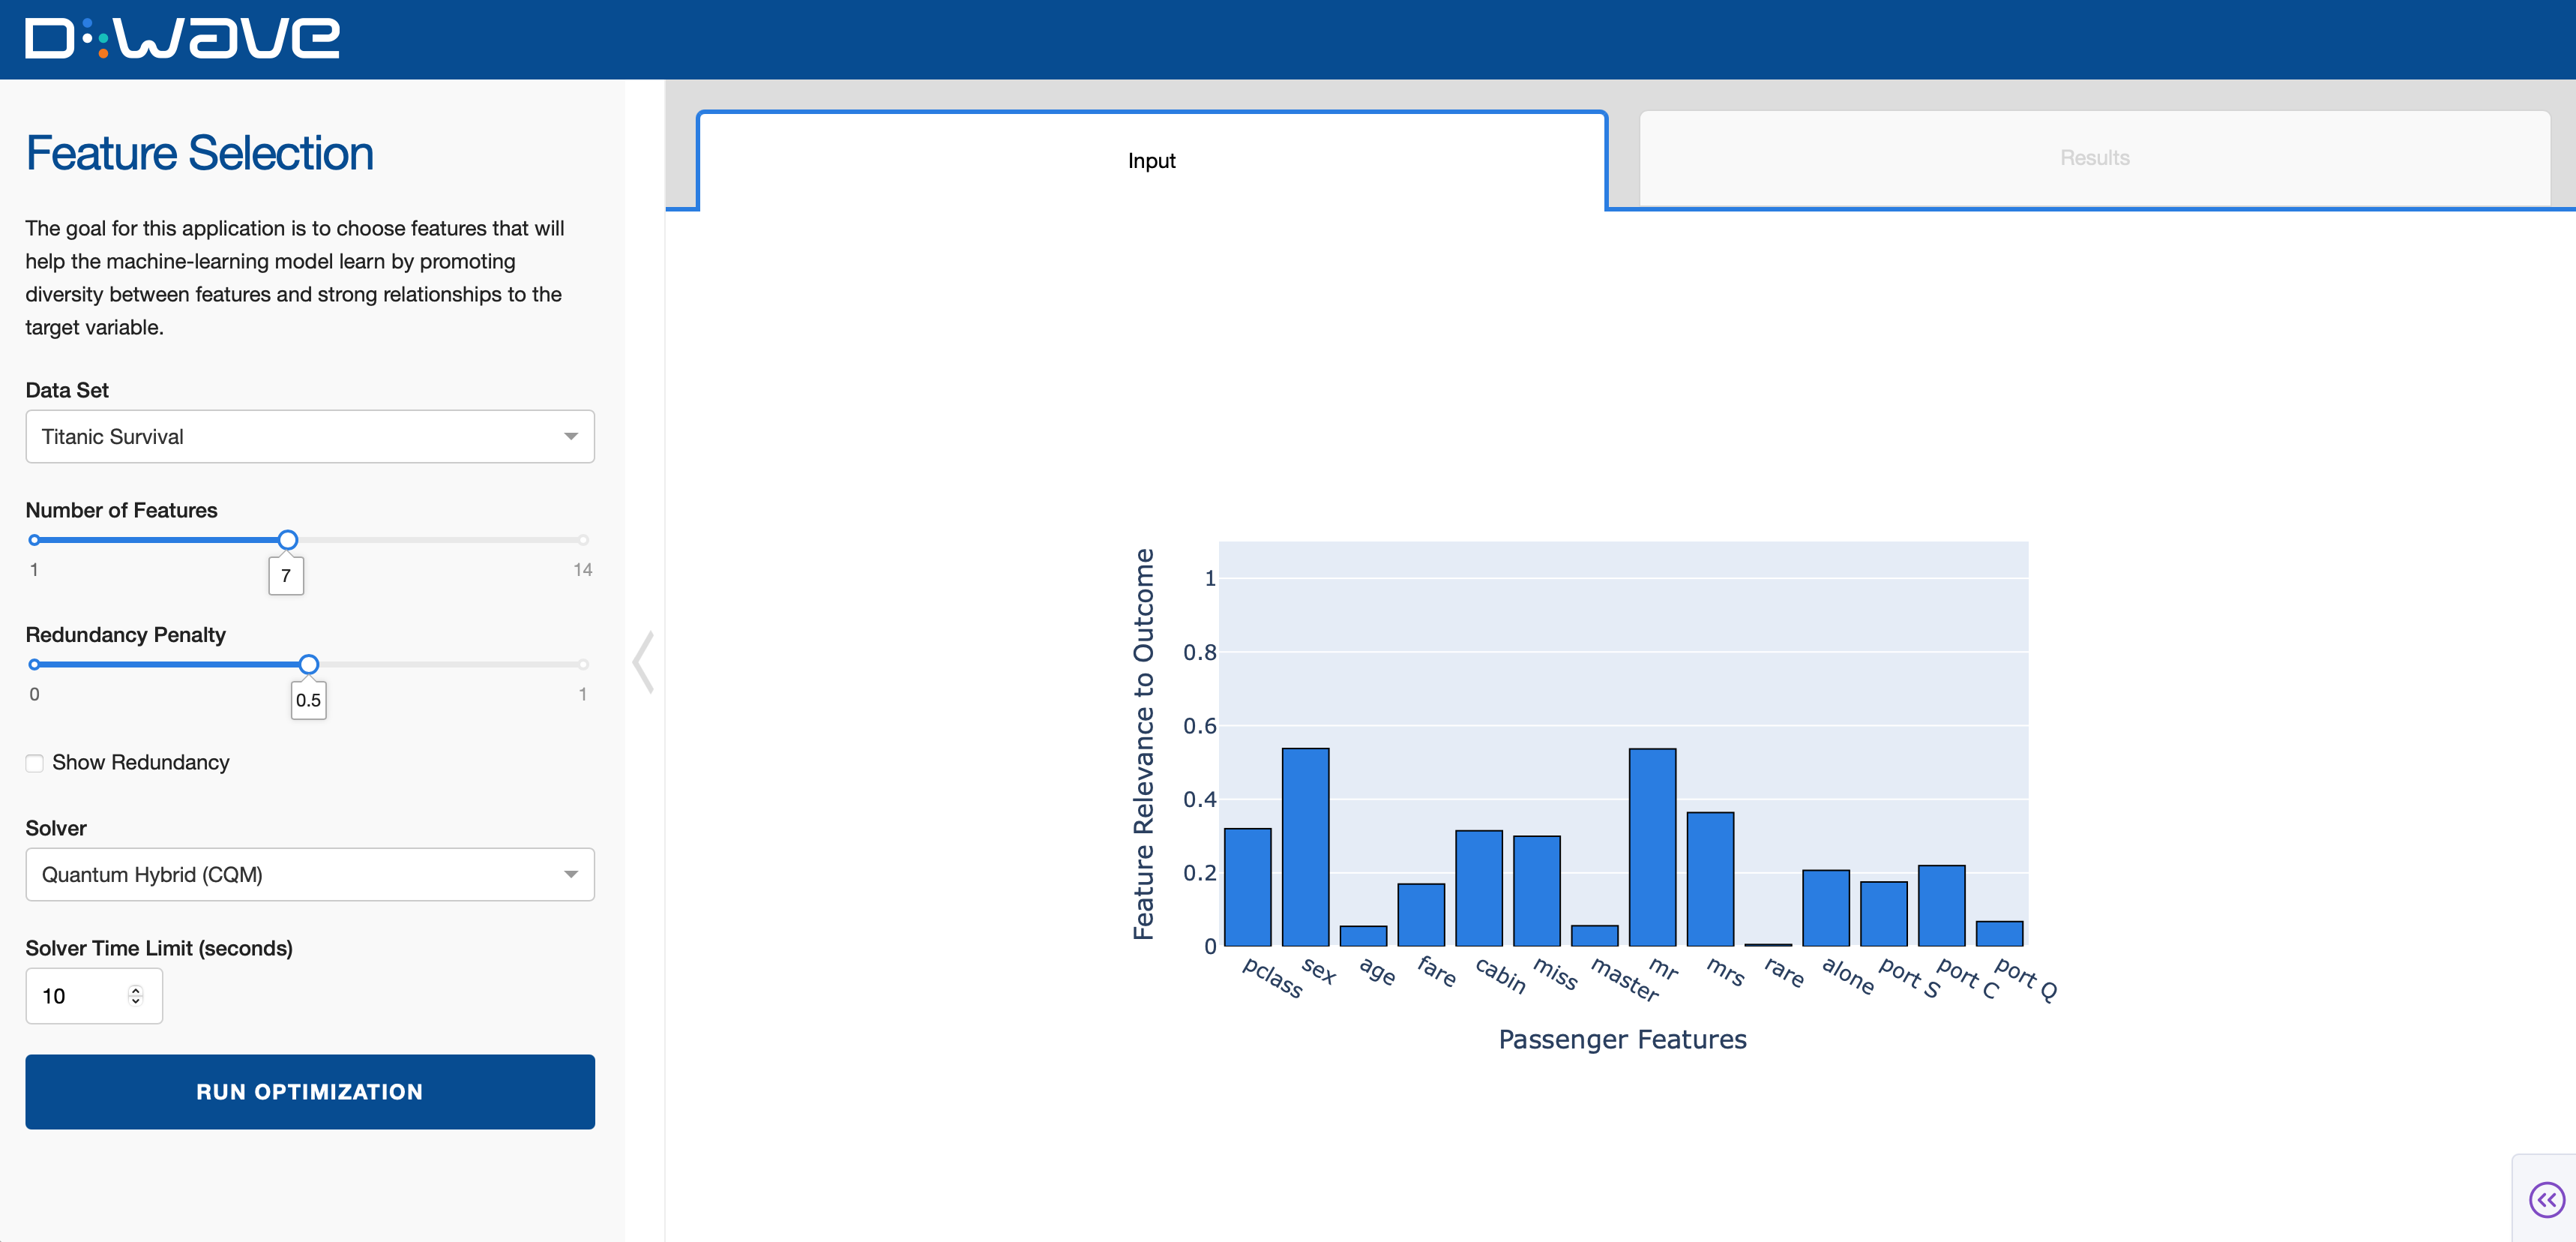 D:Wave
Feature Selection
The goal for this application is to choose features that will
help the machine-learning model learn by promoting
diversity between features and strong relationships to the
target variable.
Data Set
Titanic Survival
Number of Features
1
7
14
Redundancy Penalty
0
0.5
1
Show Redundancy
Solver
Quantum Hybrid (CQM)
Solver Time Limit (seconds)
10
RUN OPTIMIZATION
Input
Results
Feature Relevance to Outcome
1
0.8
0.6
0.4
0.2
0
pclass
sex
age
fare
cabin
miss
master
mr
mrs
rare
alone
port S
port C
port Q
Passenger Features